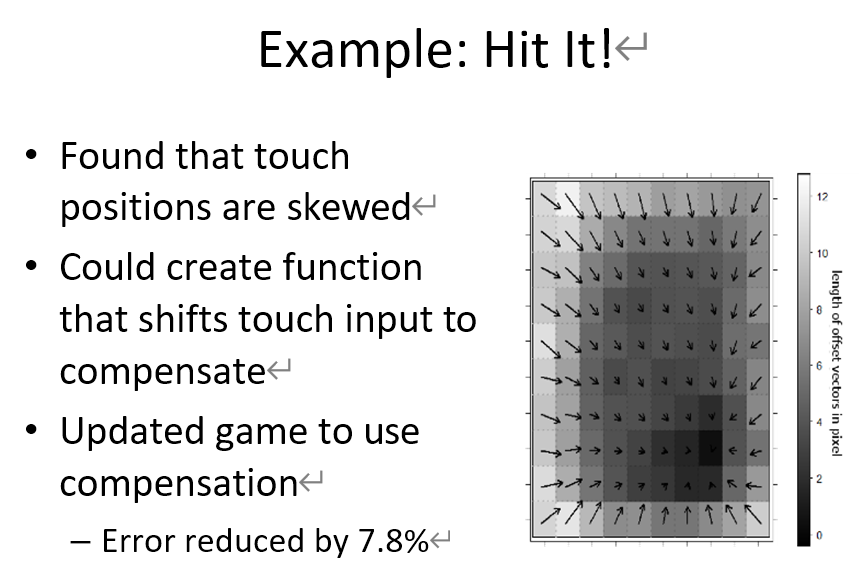 Example: Hit It!↵
• Found that touch
positions are skewed↵
• Could create function
that shifts touch input to
compensate↵
• Updated game to use
compensation↵
– Error reduced by 7.8%↵
12
10
8
6
4
2
0
length of offset vectors in pixel